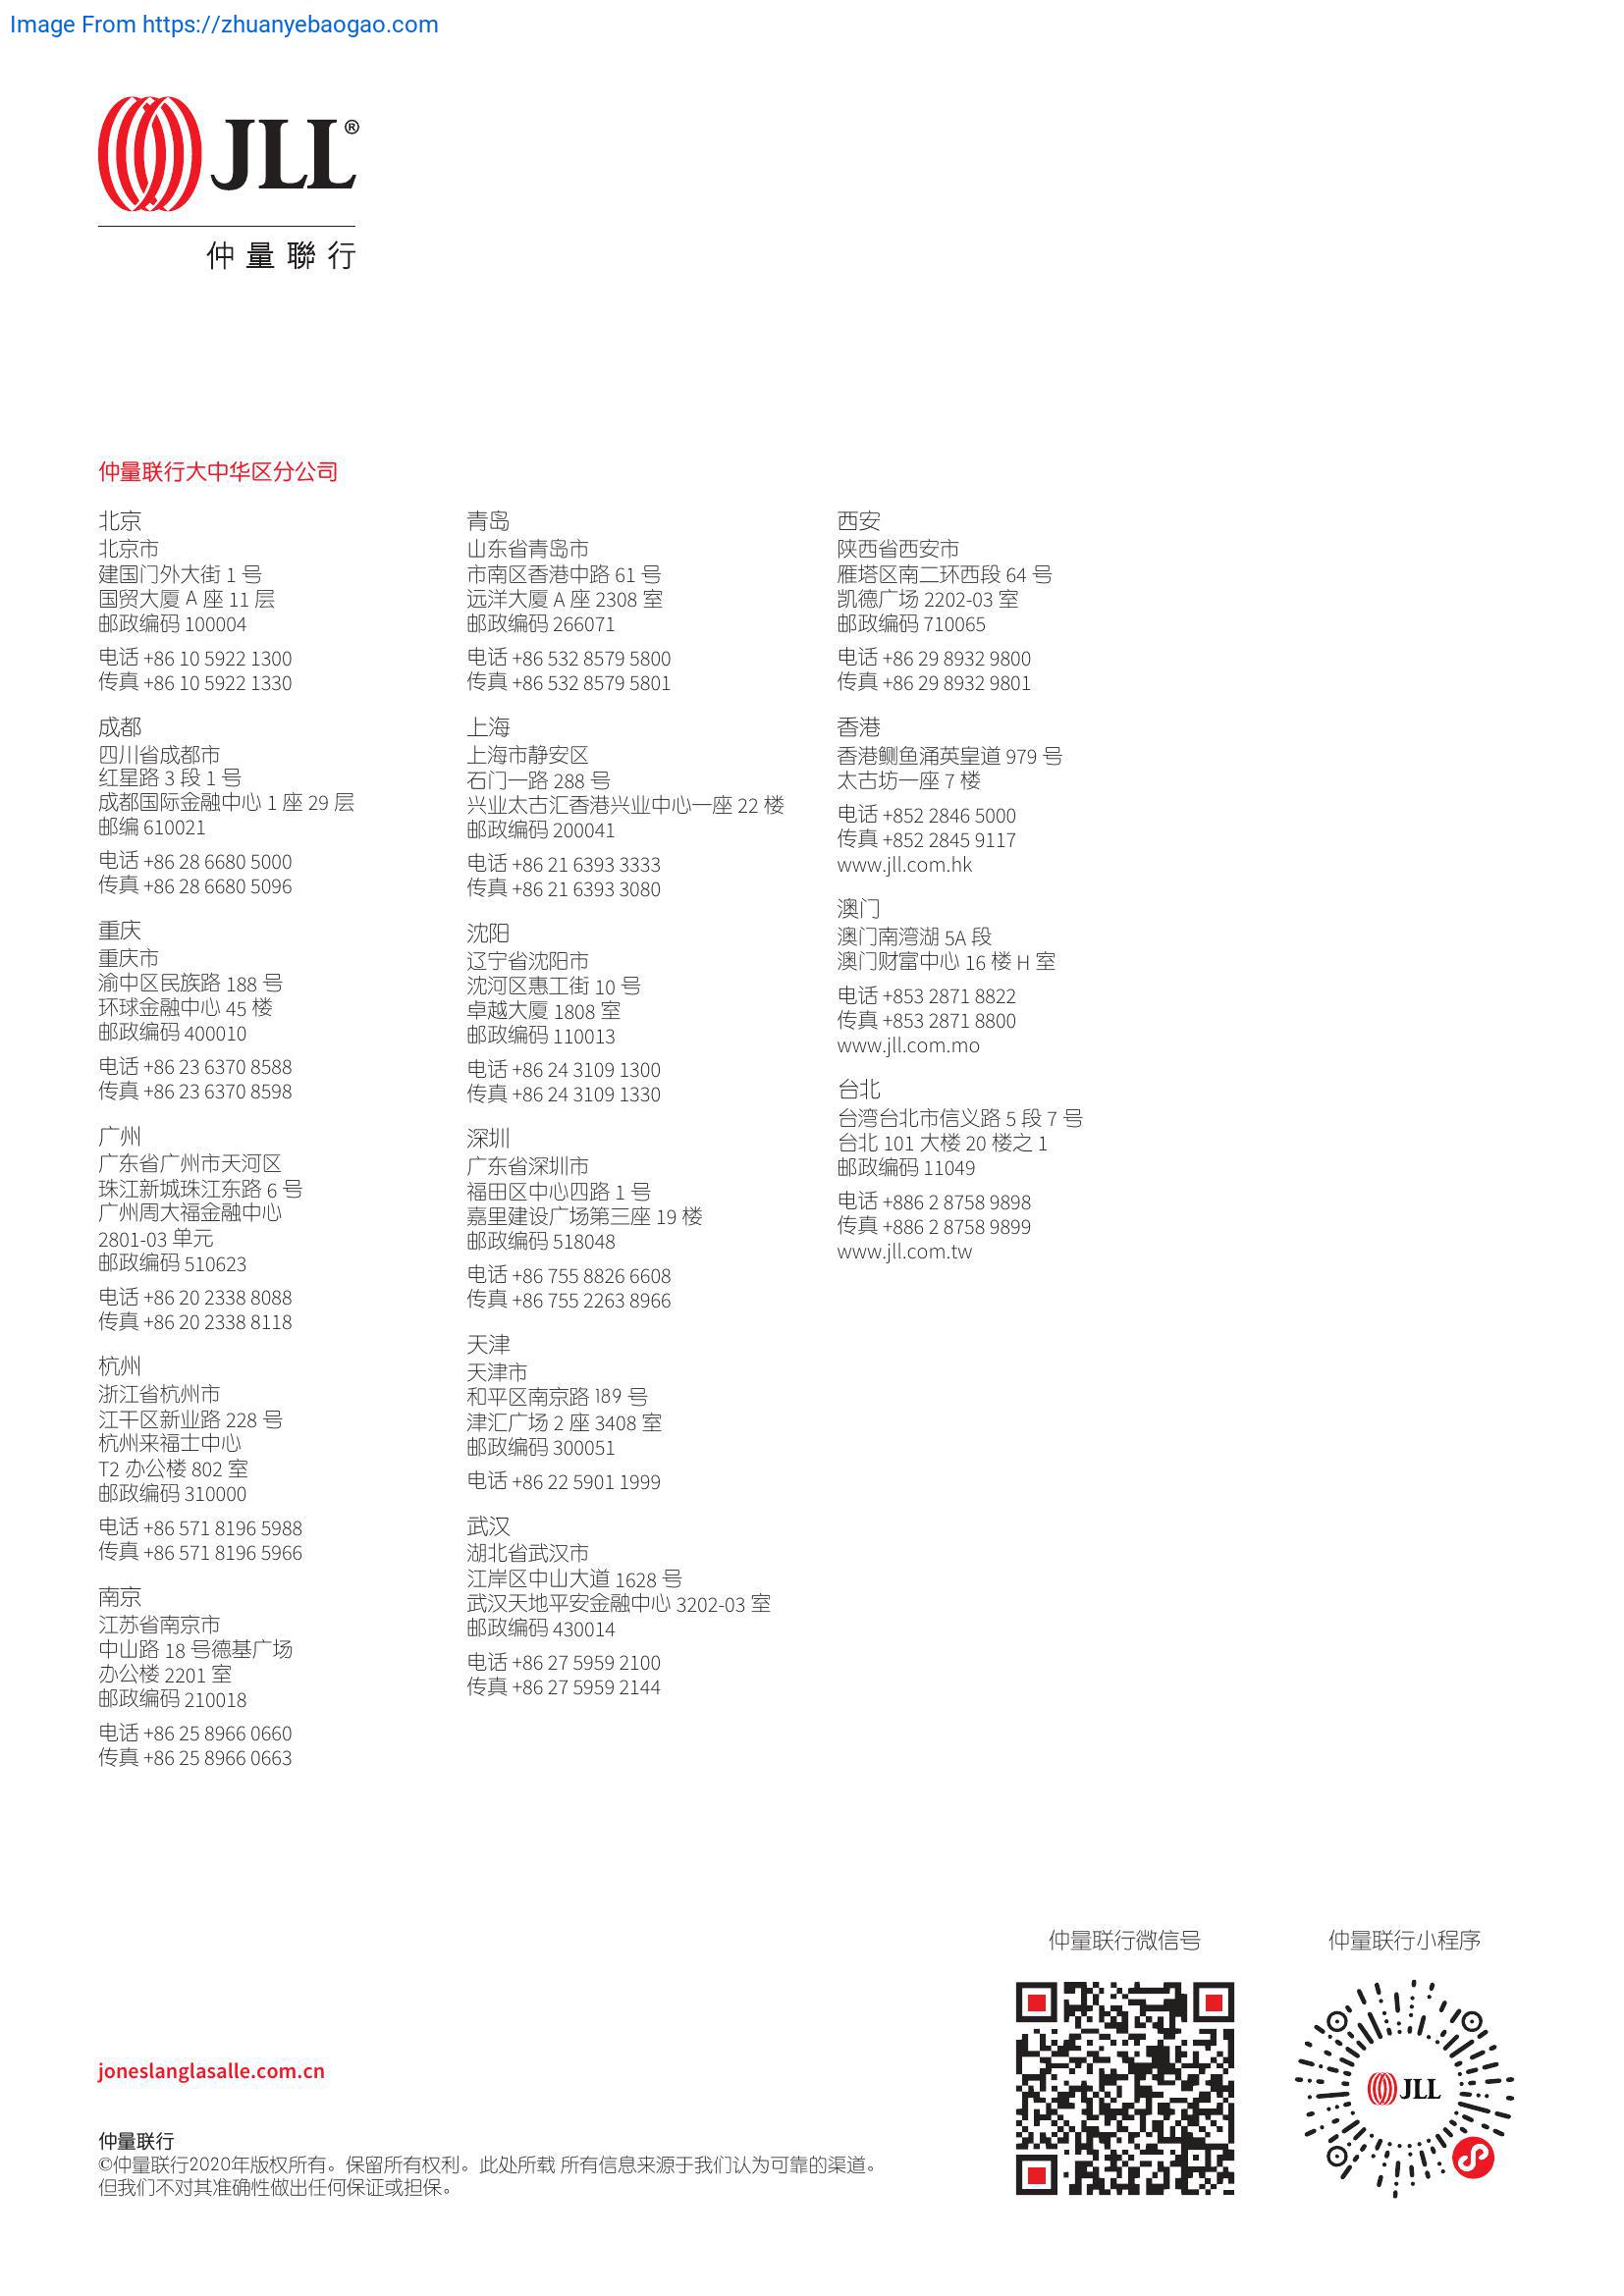 Image From https://zhuanyebaogao.com
JLL®
仲量聯行
仲量联行大中华区分公司
北京
北京市
建国门外大街 1 号
国贸大厦 A 座 11 层
邮政编码 100004
电话 +86 10 5922 1300
传真 +86 10 5922 1330
成都
四川省成都市
红星路 3 段 1 号
成都国际金融中心 1 座 29 层
邮编 610021
电话 +86 28 6680 5000
传真 +86 28 6680 5096
重庆
重庆市
渝中区民族路 188 号
环球金融中心 45 楼
邮政编码 400010
电话 +86 23 6370 8588
传真 +86 23 6370 8598
广州
广东省广州市天河区
珠江新城珠江东路 6 号
广州周大福金融中心
2801-03 单元
邮政编码 510623
电话 +86 20 2338 8088
传真 +86 20 2338 8118
杭州
浙江省杭州市
江干区新业路 228 号
杭州来福士中心
T2 办公楼 802 室
邮政编码 310000
电话 +86 571 8196 5988
传真 +86 571 8196 5966
南京
江苏省南京市
中山路 18 号德基广场
办公楼 2201 室
邮政编码 210018
电话 +86 25 8966 0660
传真 +86 25 8966 0663
青岛
山东省青岛市
市南区香港中路 61 号
远洋大厦 A 座 2308 室
邮政编码 266071
电话 +86 532 8579 5800
传真 +86 532 8579 5801
上海
上海市静安区
石门一路 288 号
兴业太古汇香港兴业中心一座 22 楼
邮政编码 200041
电话 +86 21 6393 3333
传真 +86 21 6393 3080
沈阳
辽宁省沈阳市
沈河区惠工街 10 号
卓越大厦 1808 室
邮政编码 110013
电话 +86 24 3109 1300
传真 +86 24 3109 1330
深圳
广东省深圳市
福田区中心四路 1 号
嘉里建设广场第三座 19 楼
邮政编码 518048
电话 +86 755 8826 6608
传真 +86 755 2263 8966
天津
天津市
和平区南京路 189 号
津汇广场 2 座 3408 室
邮政编码 300051
电话 +86 22 5901 1999
武汉
湖北省武汉市
江岸区中山大道 1628 号
武汉天地平安金融中心 3202-03 室
邮政编码 430014
电话 +86 27 5959 2100
传真 +86 27 5959 2144
西安
陕西省西安市
雁塔区南二环西段 64 号
凯德广场 2202-03 室
邮政编码 710065
电话 +86 29 8932 9800
传真 +86 29 8932 9801
香港
香港鲗鱼涌英皇道 979 号
太古坊一座 7 楼
电话 +852 2846 5000
传真 +852 2845 9117
www.jll.com.hk
澳门
澳门南湾湖 5A 段
澳门财富中心 16 楼 H 室
电话 +853 2871 8822
传真 +853 2871 8800
www.jll.com.mo
台北
台湾台北市信义路 5 段 7 号
台北 101 大楼 20 楼之 1
邮政编码 11049
电话 +886 2 8758 9898
传真 +886 2 8758 9899
www.jll.com.tw
仲量联行微信号
仲量联行小程序
JLL
joneslanglasalle.com.cn
仲量联行
©仲量联行2020年版权所有。保留所有权利。此处所载 所有信息来源于我们认为可靠的渠道。
但我们不对其准确性做出任何保证或担保。